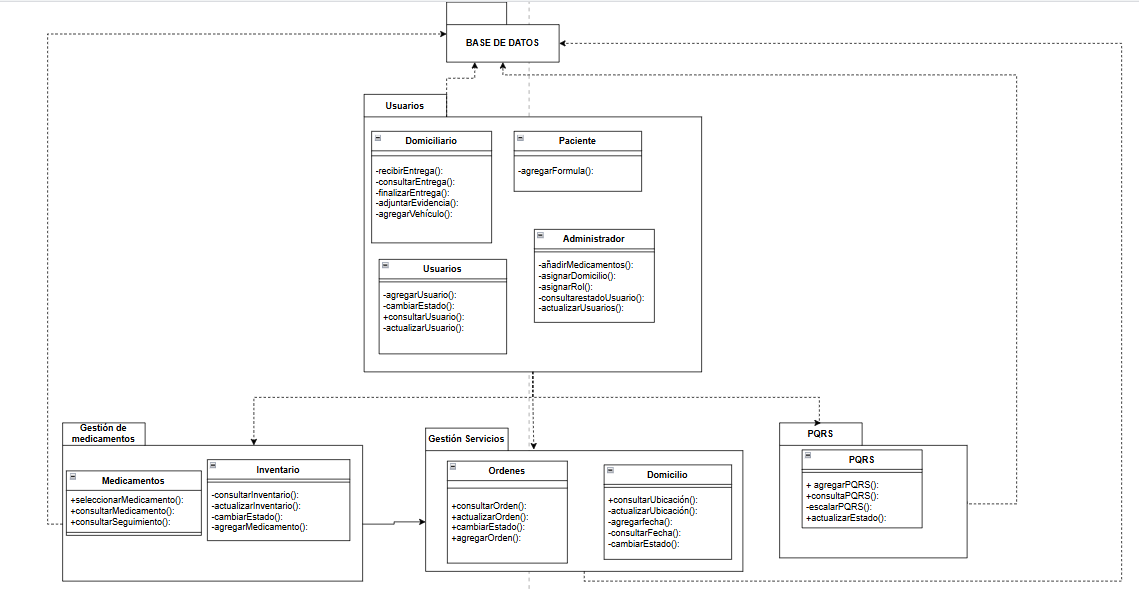 BASE DE DATOS
Usuarios
Domiciliario
-recibirEntrega():
-consultarEntrega():
-finalizarEntrega():
-adjuntarEvidencia():
-agregarVehículo():
Paciente
-agregarFormula():
Administrador
-añadirMedicamentos():
-asignarDomicilio():
-asignarRol():
-consultarestadoUsuario():
-actualizarUsuarios():
Usuarios
-agregarUsuario():
-cambiarEstado():
+consultarUsuario():
-actualizarUsuario():
Gestión de
medicamentos
Medicamentos
+seleccionarMedicamento():
+consultarMedicamento():
+consultarSeguimiento():
Inventario
-consultarInventario():
-actualizarInventario():
-cambiarEstado():
-agregarMedicamento():
Gestión Servicios
Ordenes
+consultarOrden():
+actualizarOrden():
+cambiarEstado():
+agregarOrden():
Domicilio
+consultarUbicación():
-actualizarUbicación():
-agregarfecha():
-consultarFecha():
-cambiarEstado():
PQRS
PQRS
+ agregarPQRS():
+consultaPQRS():
-escalarPQRS():
+actualizarEstado():